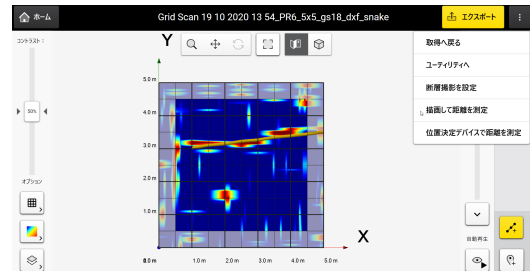 ホーム
Grid Scan 19 10 2020 13 54_PR6_5x5_gs18_dxf_snake
エクスポート
コントラスト:
50%
オプション
Y
5.0 m
4.0 m
3.0 m
2.0 m
1.0 m
0.0 m
1.0 m 2.0 m 3.0 m 4.0 m 5.0 m
X
取得へ戻る
ユーティリティへ
断層撮影を設定
描画して距離を測定
位置決定デバイスで距離を測定
自動再生